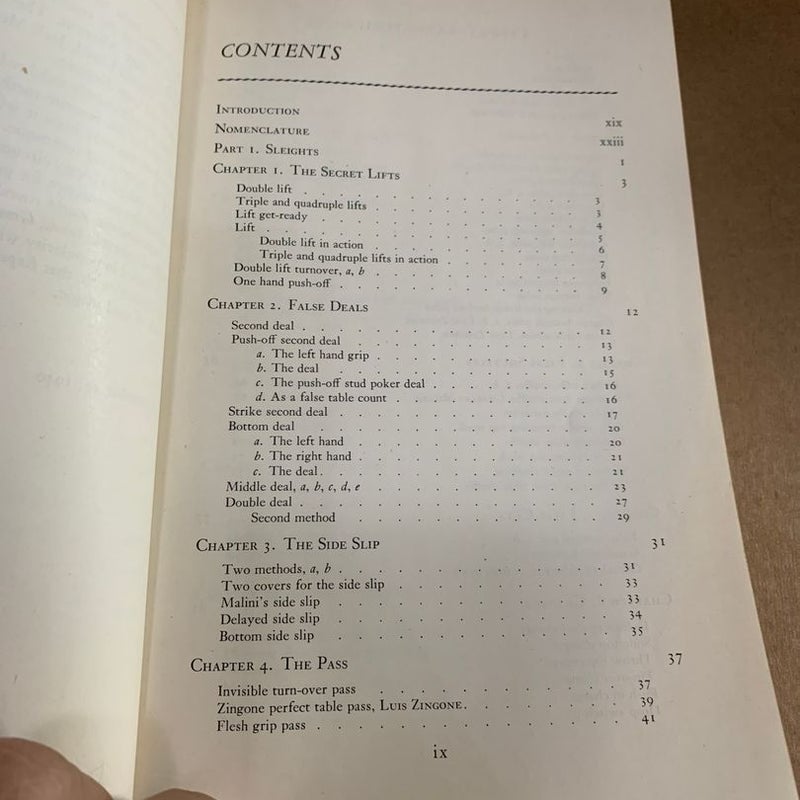 CONTENTS
INTRODUCTION xix
NOMENCLATURE xxiii
PART 1. SLEIGHTS 1
CHAPTER 1. THE SECRET LIFTS 3
Double lift . . . . . . . . . . . . 3
Triple and quadruple lifts . . . . . . . . . 3
Lift get-ready . . . . . . . . . . . 4
Lift . . . . . . . . . . . . . 5
Double lift in action . . . . . . . . . 6
Triple and quadruple lifts in action . . . . . . 7
Double lift turnover, a, b . . . . . . . . . 8
One hand push-off . . . . . . . . . . 9
CHAPTER 2. FALSE DEALS 12
Second deal . . . . . . . . . . . . 12
Push-off second deal . . . . . . . . . . 13
a. The left hand grip . . . . . . . . . 13
b. The deal . . . . . . . . . . . 15
c. The push-off stud poker deal . . . . . . . 16
d. As a false table count . . . . . . . . 16
Strike second deal . . . . . . . . . . . 17
Bottom deal . . . . . . . . . . . . 20
a. The left hand . . . . . . . . . . 20
b. The right hand . . . . . . . . . . 21
c. The deal . . . . . . . . . . . 21
Middle deal, a, b, c, d, e . . . . . . . . . 23
Double deal . . . . . . . . . . . . 27
Second method . . . . . . . . . . 29
CHAPTER 3. THE SIDE SLIP 31
Two methods, a, b . . . . . . . . . . . 31
Two covers for the side slip . . . . . . . . . 33
Malini's side slip . . . . . . . . . . . 33
Delayed side slip . . . . . . . . . . . 34
Bottom side slip . . . . . . . . . . . 35
CHAPTER 4. THE PASS 37
Invisible turn-over pass . . . . . . . . . . 37
Zingone perfect table pass, LUIS ZINGONE . . . . . . 39
Flesh grip pass . . . . . . . . . . . . 41
ix